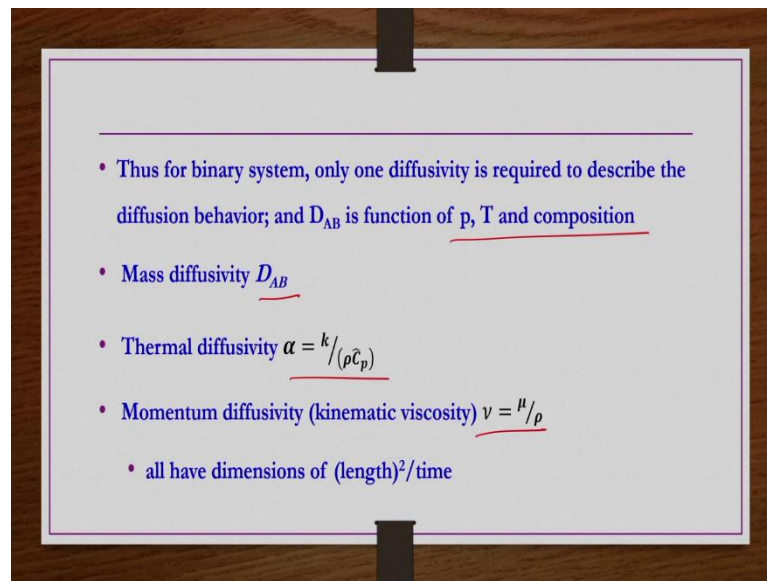 • Thus for binary system, only one diffusivity is required to describe the
diffusion behavior; and D_AB is function of p, T and composition
• Mass diffusivity D_AB
• Thermal diffusivity α = k/(ρĈ_p)
• Momentum diffusivity (kinematic viscosity) ν = μ/ρ
• all have dimensions of (length)²/time